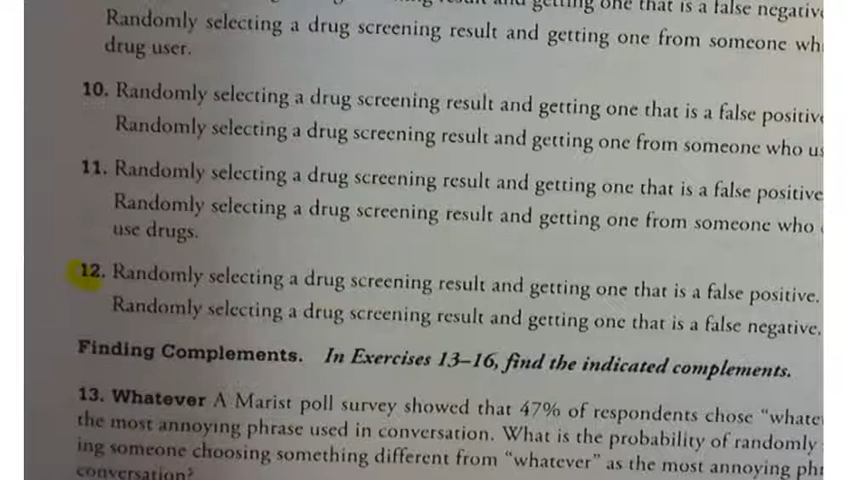 getting one that is a false
Randomly selecting a drug screening result and getting one from someone
drug user.
10. Randomly selecting a drug screening result and getting one that is a false
Randomly selecting a drug screening result and getting one from someone who
11. Randomly selecting a drug screening result and getting one that is a false positive
Randomly selecting a drug screening result and getting one from someone who
use drugs.
12. Randomly selecting a drug screening result and getting one that is a false positive.
Randomly selecting a drug screening result and getting one that is a false negative.
Finding Complements. In Exercises 13–16, find the indicated complements.
13. Whatever A Marist poll survey showed that 47% of respondents chose
the most annoying phrase used in conversation. What is the probability of randomly
ing someone choosing something different from “whatever” as the most annoying
conversation?